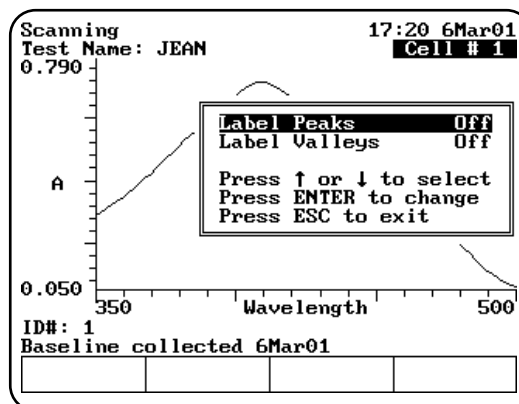 Scanning 17:20 6Mar01
Test Name: JEAN Cell # 1
0.790
Label Peaks Off
Label Valleys Off
A
Press ↑ or ↓ to select
Press ENTER to change
Press ESC to exit
0.050
350 Wavelength 500
ID#: 1
Baseline collected 6Mar01